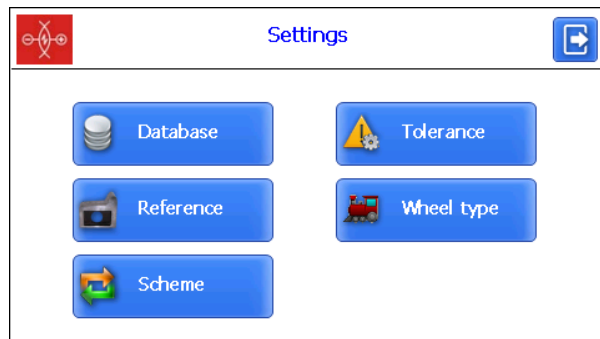 Settings
Database
Tolerance
Reference
Wheel type
Scheme